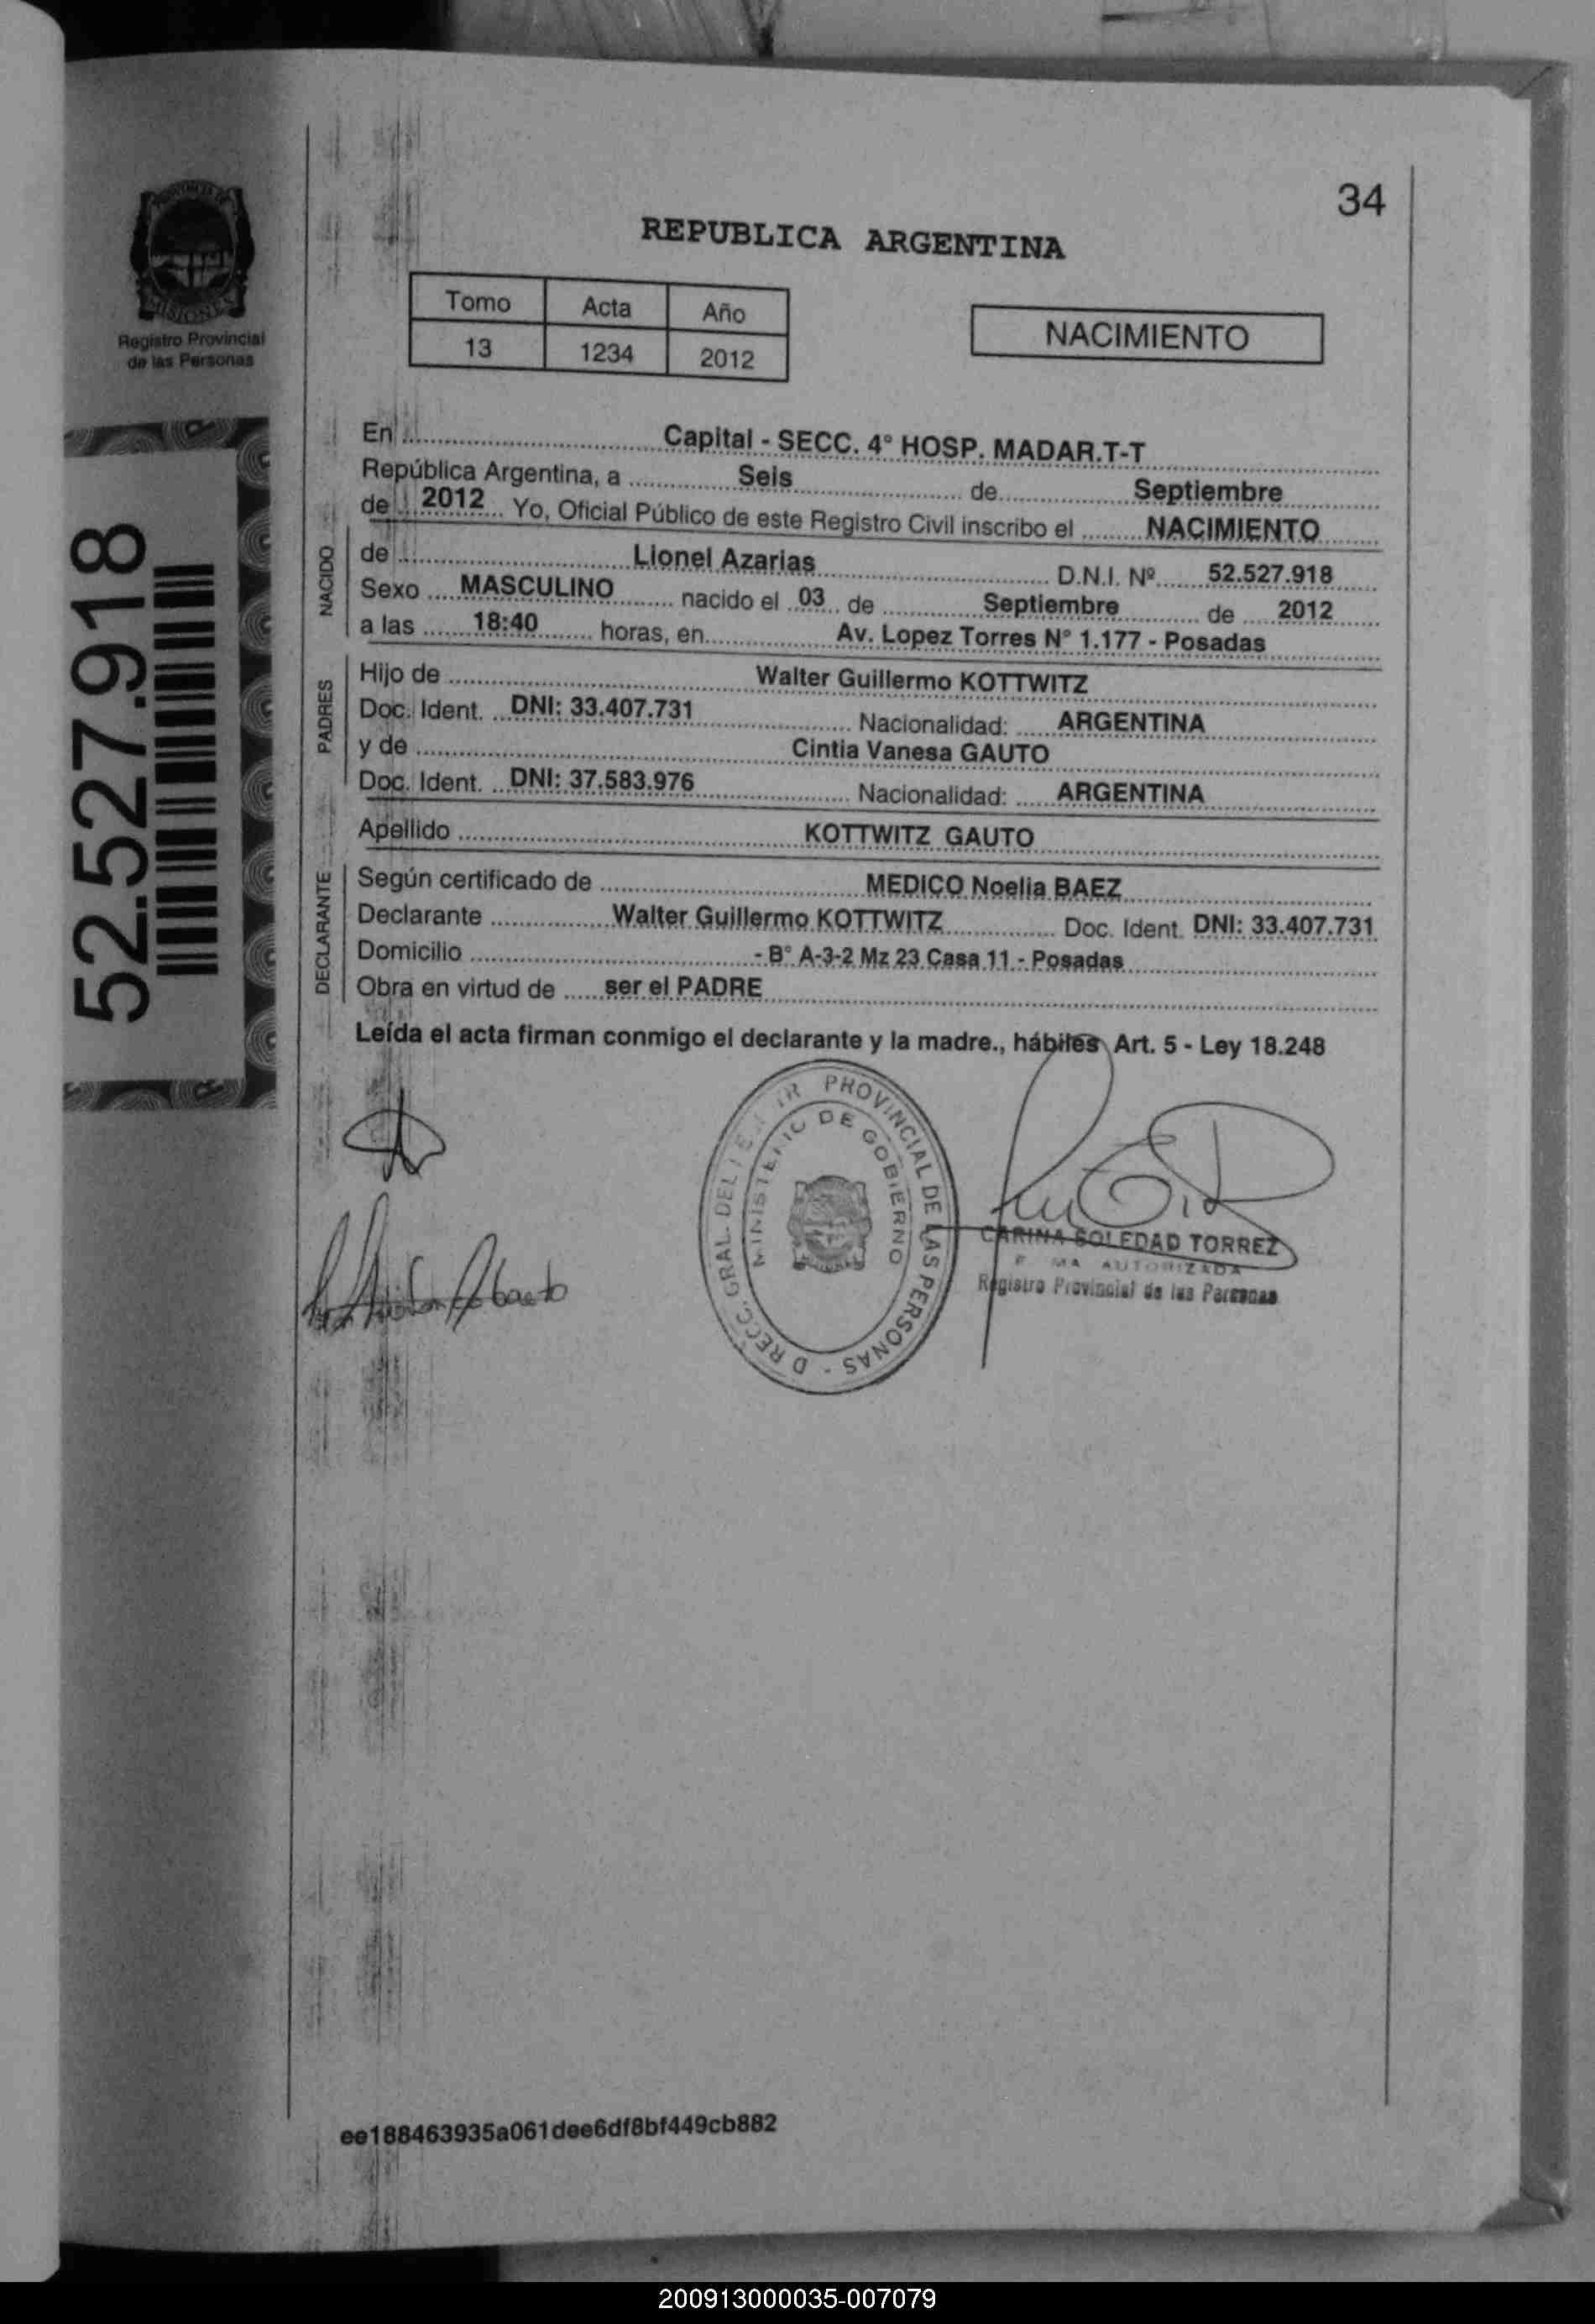 34
REPUBLICA ARGENTINA
Tomo Acta Año
13 1234 2012
NACIMIENTO
MISIONES
Registro Provincial
de las Personas
52.527.918
En ........ Capital - SECC. 4° HOSP. MADAR.T-T
República Argentina, a ........ Seis ........ de ........ Septiembre
de 2012 Yo, Oficial Público de este Registro Civil inscribo el ........ NACIMIENTO
NACIDO
de ........ Lionel Azarias ........ D.N.I. Nº ........ 52.527.918
Sexo ..... MASCULINO ........ nacido el 03 de ........ Septiembre ........ de ..... 2012
a las ....... 18:40 ....... horas, en ........ Av. Lopez Torres N° 1.177 - Posadas
PADRES
Hijo de ........ Walter Guillermo KOTTWITZ
Doc. Ident. DNI: 33.407.731 ........ Nacionalidad: ...... ARGENTINA
y de ........ Cintia Vanesa GAUTO
Doc. Ident. DNI: 37.583.976 ........ Nacionalidad: ...... ARGENTINA
Apellido ........ KOTTWITZ GAUTO
DECLARANTE
Según certificado de ........ MEDICO Noelia BAEZ
Declarante ........ Walter Guillermo KOTTWITZ ........ Doc. Ident. DNI: 33.407.731
Domicilio ........ - B° A-3-2 Mz 23 Casa 11 - Posadas
Obra en virtud de ...... ser el PADRE
Leída el acta firman conmigo el declarante y la madre., hábiles Art. 5 - Ley 18.248
PROVINCIAL DE LAS PERSONAS - D RECC. GRAL. DEL
MINISTERIO DE GOBIERNO
CARINA SOLEDAD TORREZ
AUTORIZADA
Registro Provincial de las Personas
ee188463935a061dee6df8bf449cb882
200913000035-007079